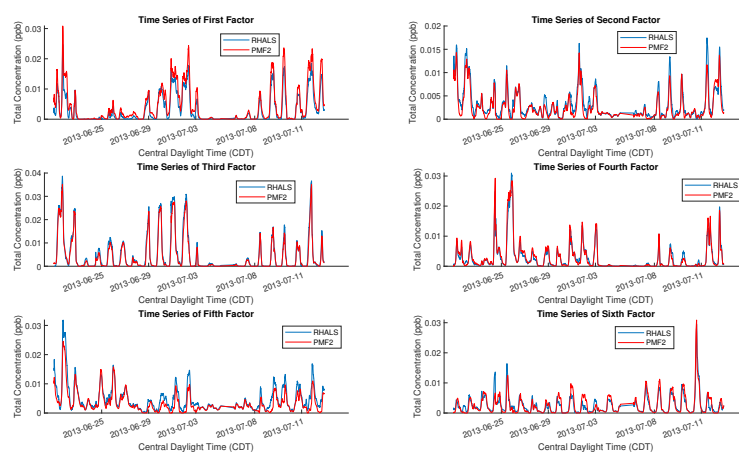 Time Series of First Factor
Total Concentration (ppb)
0.03
0.02
0.01
0
RHALS
PMF2
2013-06-25
2013-06-29
2013-07-03
2013-07-08
2013-07-11
Central Daylight Time (CDT)
Time Series of Second Factor
Total Concentration (ppb)
0.02
0.015
0.01
0.005
0
RHALS
PMF2
2013-06-25
2013-06-29
2013-07-03
2013-07-08
2013-07-11
Central Daylight Time (CDT)
Time Series of Third Factor
Total Concentration (ppb)
0.04
0.03
0.02
0.01
0
RHALS
PMF2
2013-06-25
2013-06-29
2013-07-03
2013-07-08
2013-07-11
Central Daylight Time (CDT)
Time Series of Fourth Factor
Total Concentration (ppb)
0.03
0.02
0.01
0
RHALS
PMF2
2013-06-25
2013-06-29
2013-07-03
2013-07-08
2013-07-11
Central Daylight Time (CDT)
Time Series of Fifth Factor
Total Concentration (ppb)
0.03
0.02
0.01
0
RHALS
PMF2
2013-06-25
2013-06-29
2013-07-03
2013-07-08
2013-07-11
Central Daylight Time (CDT)
Time Series of Sixth Factor
Total Concentration (ppb)
0.03
0.02
0.01
0
RHALS
PMF2
2013-06-25
2013-06-29
2013-07-03
2013-07-08
2013-07-11
Central Daylight Time (CDT)